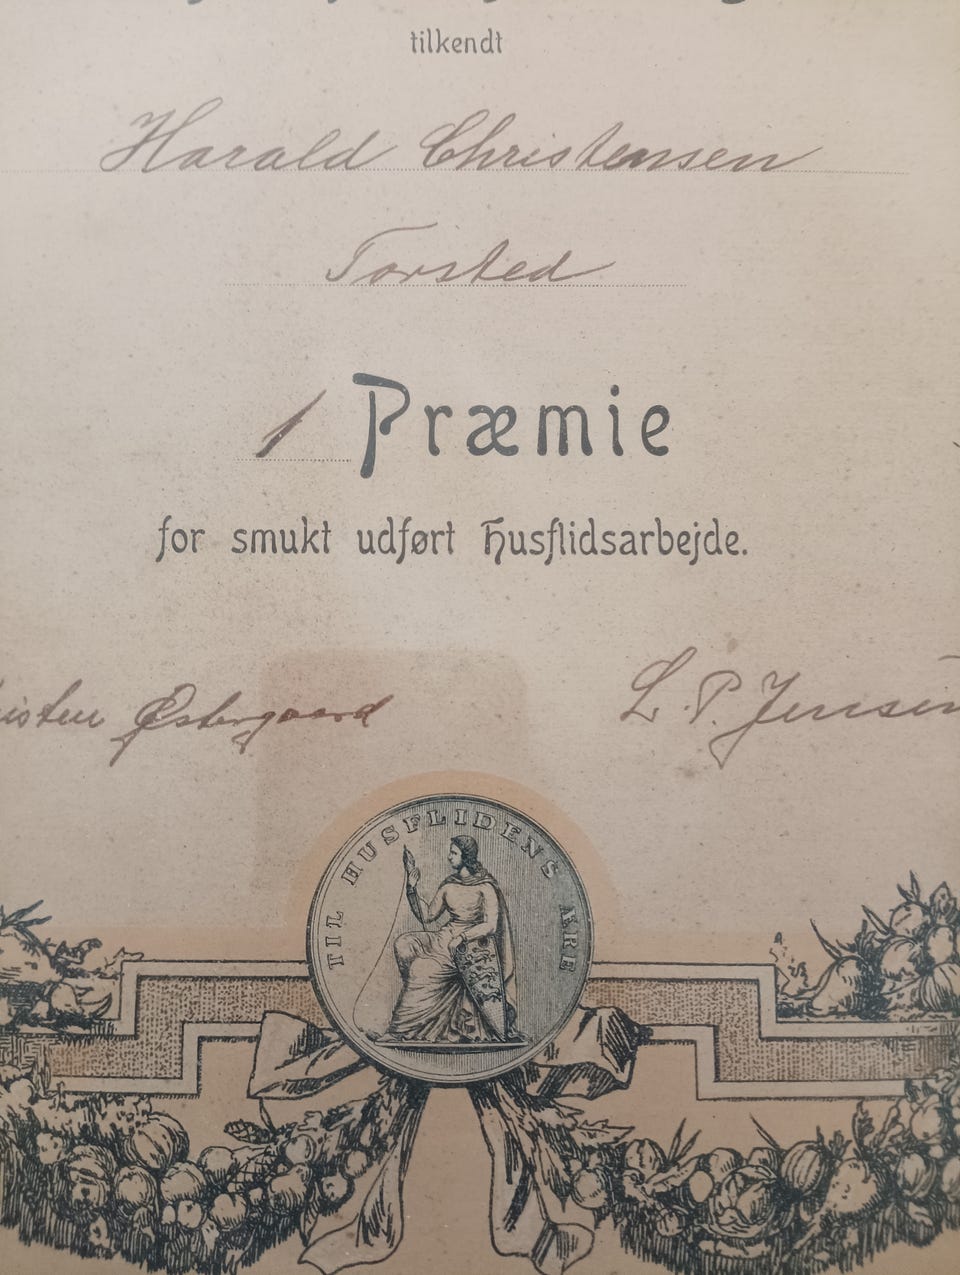 tilkendt
Harald Christensen
Torsted
1 Præmie
for smukt udført Husflidsarbejde.
Østergaard L. P. Jensen
TIL HUSFLIDENS ÆRE